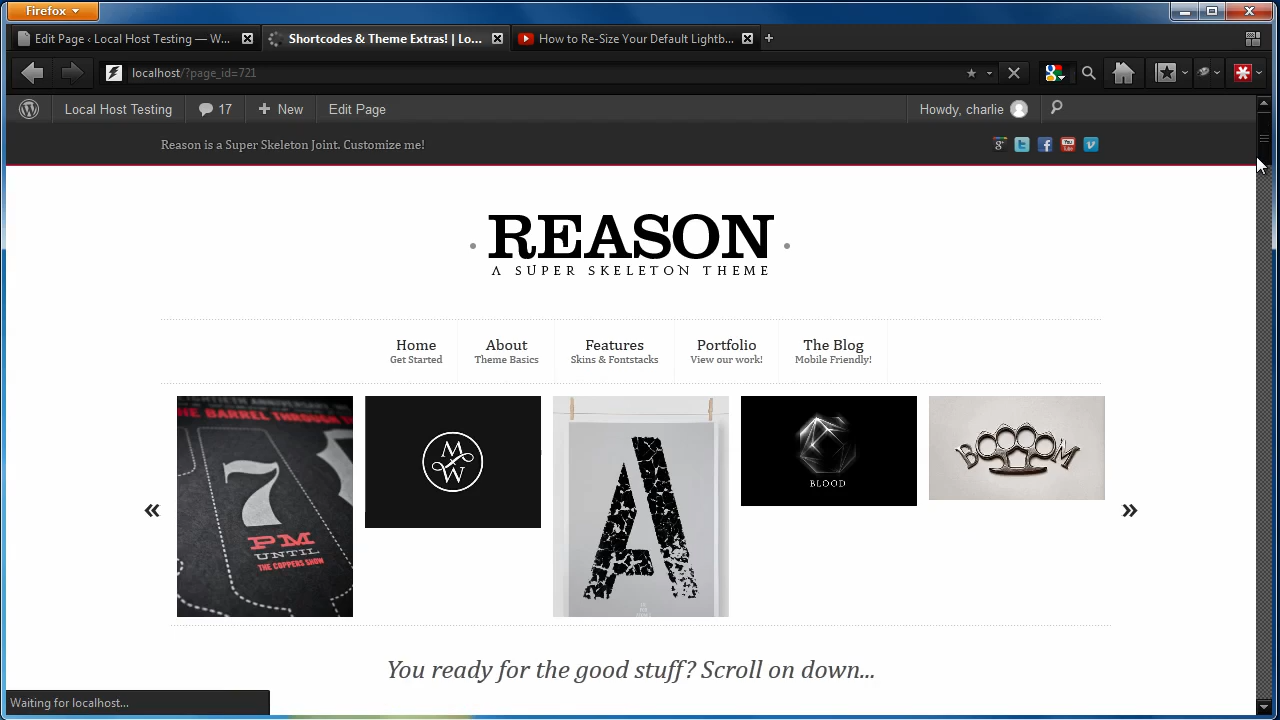 Firefox
Edit Page ‹ Local Host Testing — W...
Shortcodes & Theme Extras! | Lo...
How to Re-Size Your Default Lightb...
localhost/?page_id=721
Local Host Testing
17
New
Edit Page
Howdy, charlie
Reason is a Super Skeleton Joint. Customize me!
REASON
A SUPER SKELETON THEME
Home
Get Started
About
Theme Basics
Features
Skins & Fontstacks
Portfolio
View our work!
The Blog
Mobile Friendly!
THE BARREL THROUGH
7
PM
UNTIL
THE COPPERS SHOW
MW
A
BLOOD
BOOM
«
»
You ready for the good stuff? Scroll on down...
Waiting for localhost...